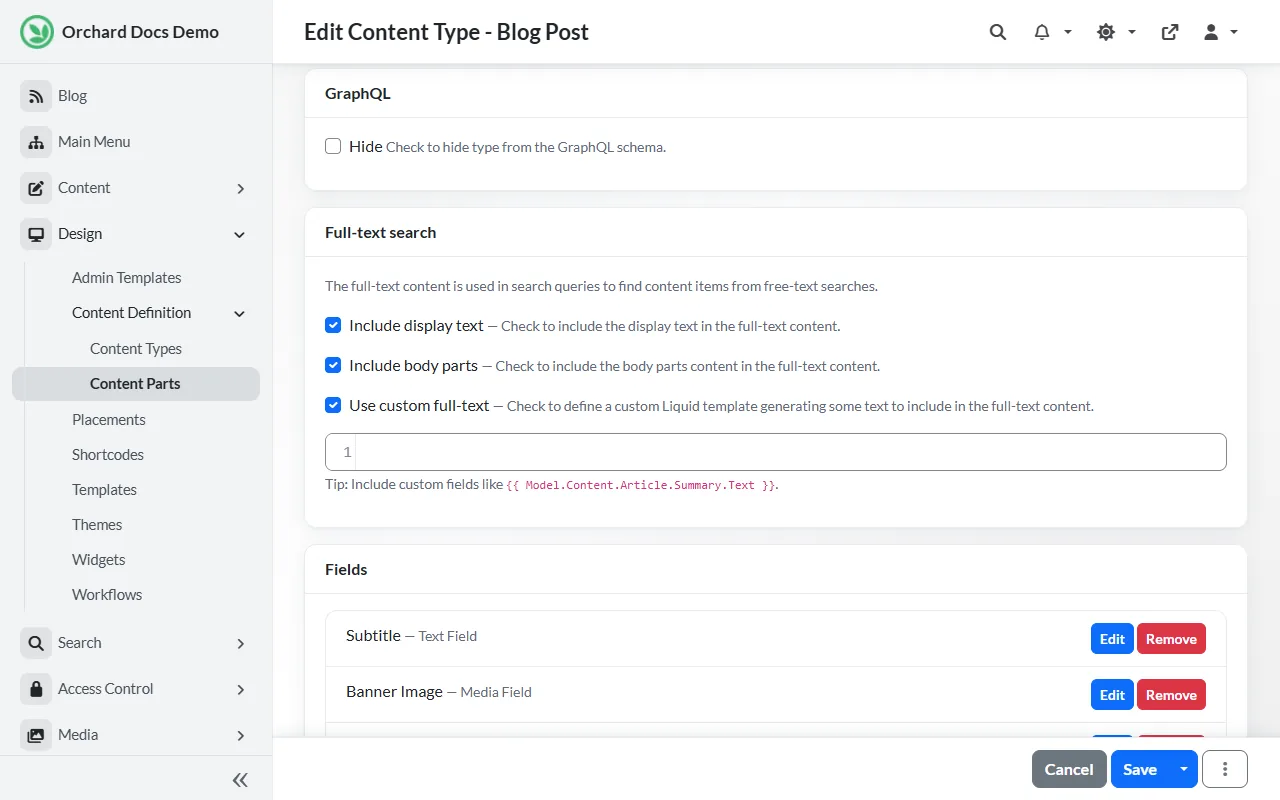 Orchard Docs Demo
Edit Content Type - Blog Post
Blog
Main Menu
Content
Design
Admin Templates
Content Definition
Content Types
Content Parts
Placements
Shortcodes
Templates
Themes
Widgets
Workflows
Search
Access Control
Media
GraphQL
Hide Check to hide type from the GraphQL schema.
Full-text search
The full-text content is used in search queries to find content items from free-text searches.
Include display text — Check to include the display text in the full-text content.
Include body parts — Check to include the body parts content in the full-text content.
Use custom full-text — Check to define a custom Liquid template generating some text to include in the full-text content.
1
Tip: Include custom fields like {{ Model.Content.Article.Summary.Text }}.
Fields
Subtitle — Text Field
Edit Remove
Banner Image — Media Field
Edit Remove
Cancel Save